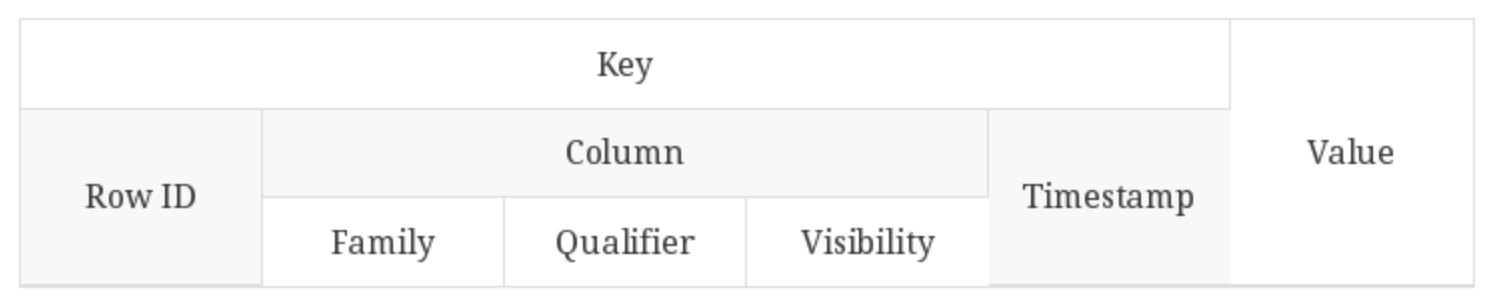 Key
Value
Row ID
Column
Timestamp
Family
Qualifier
Visibility